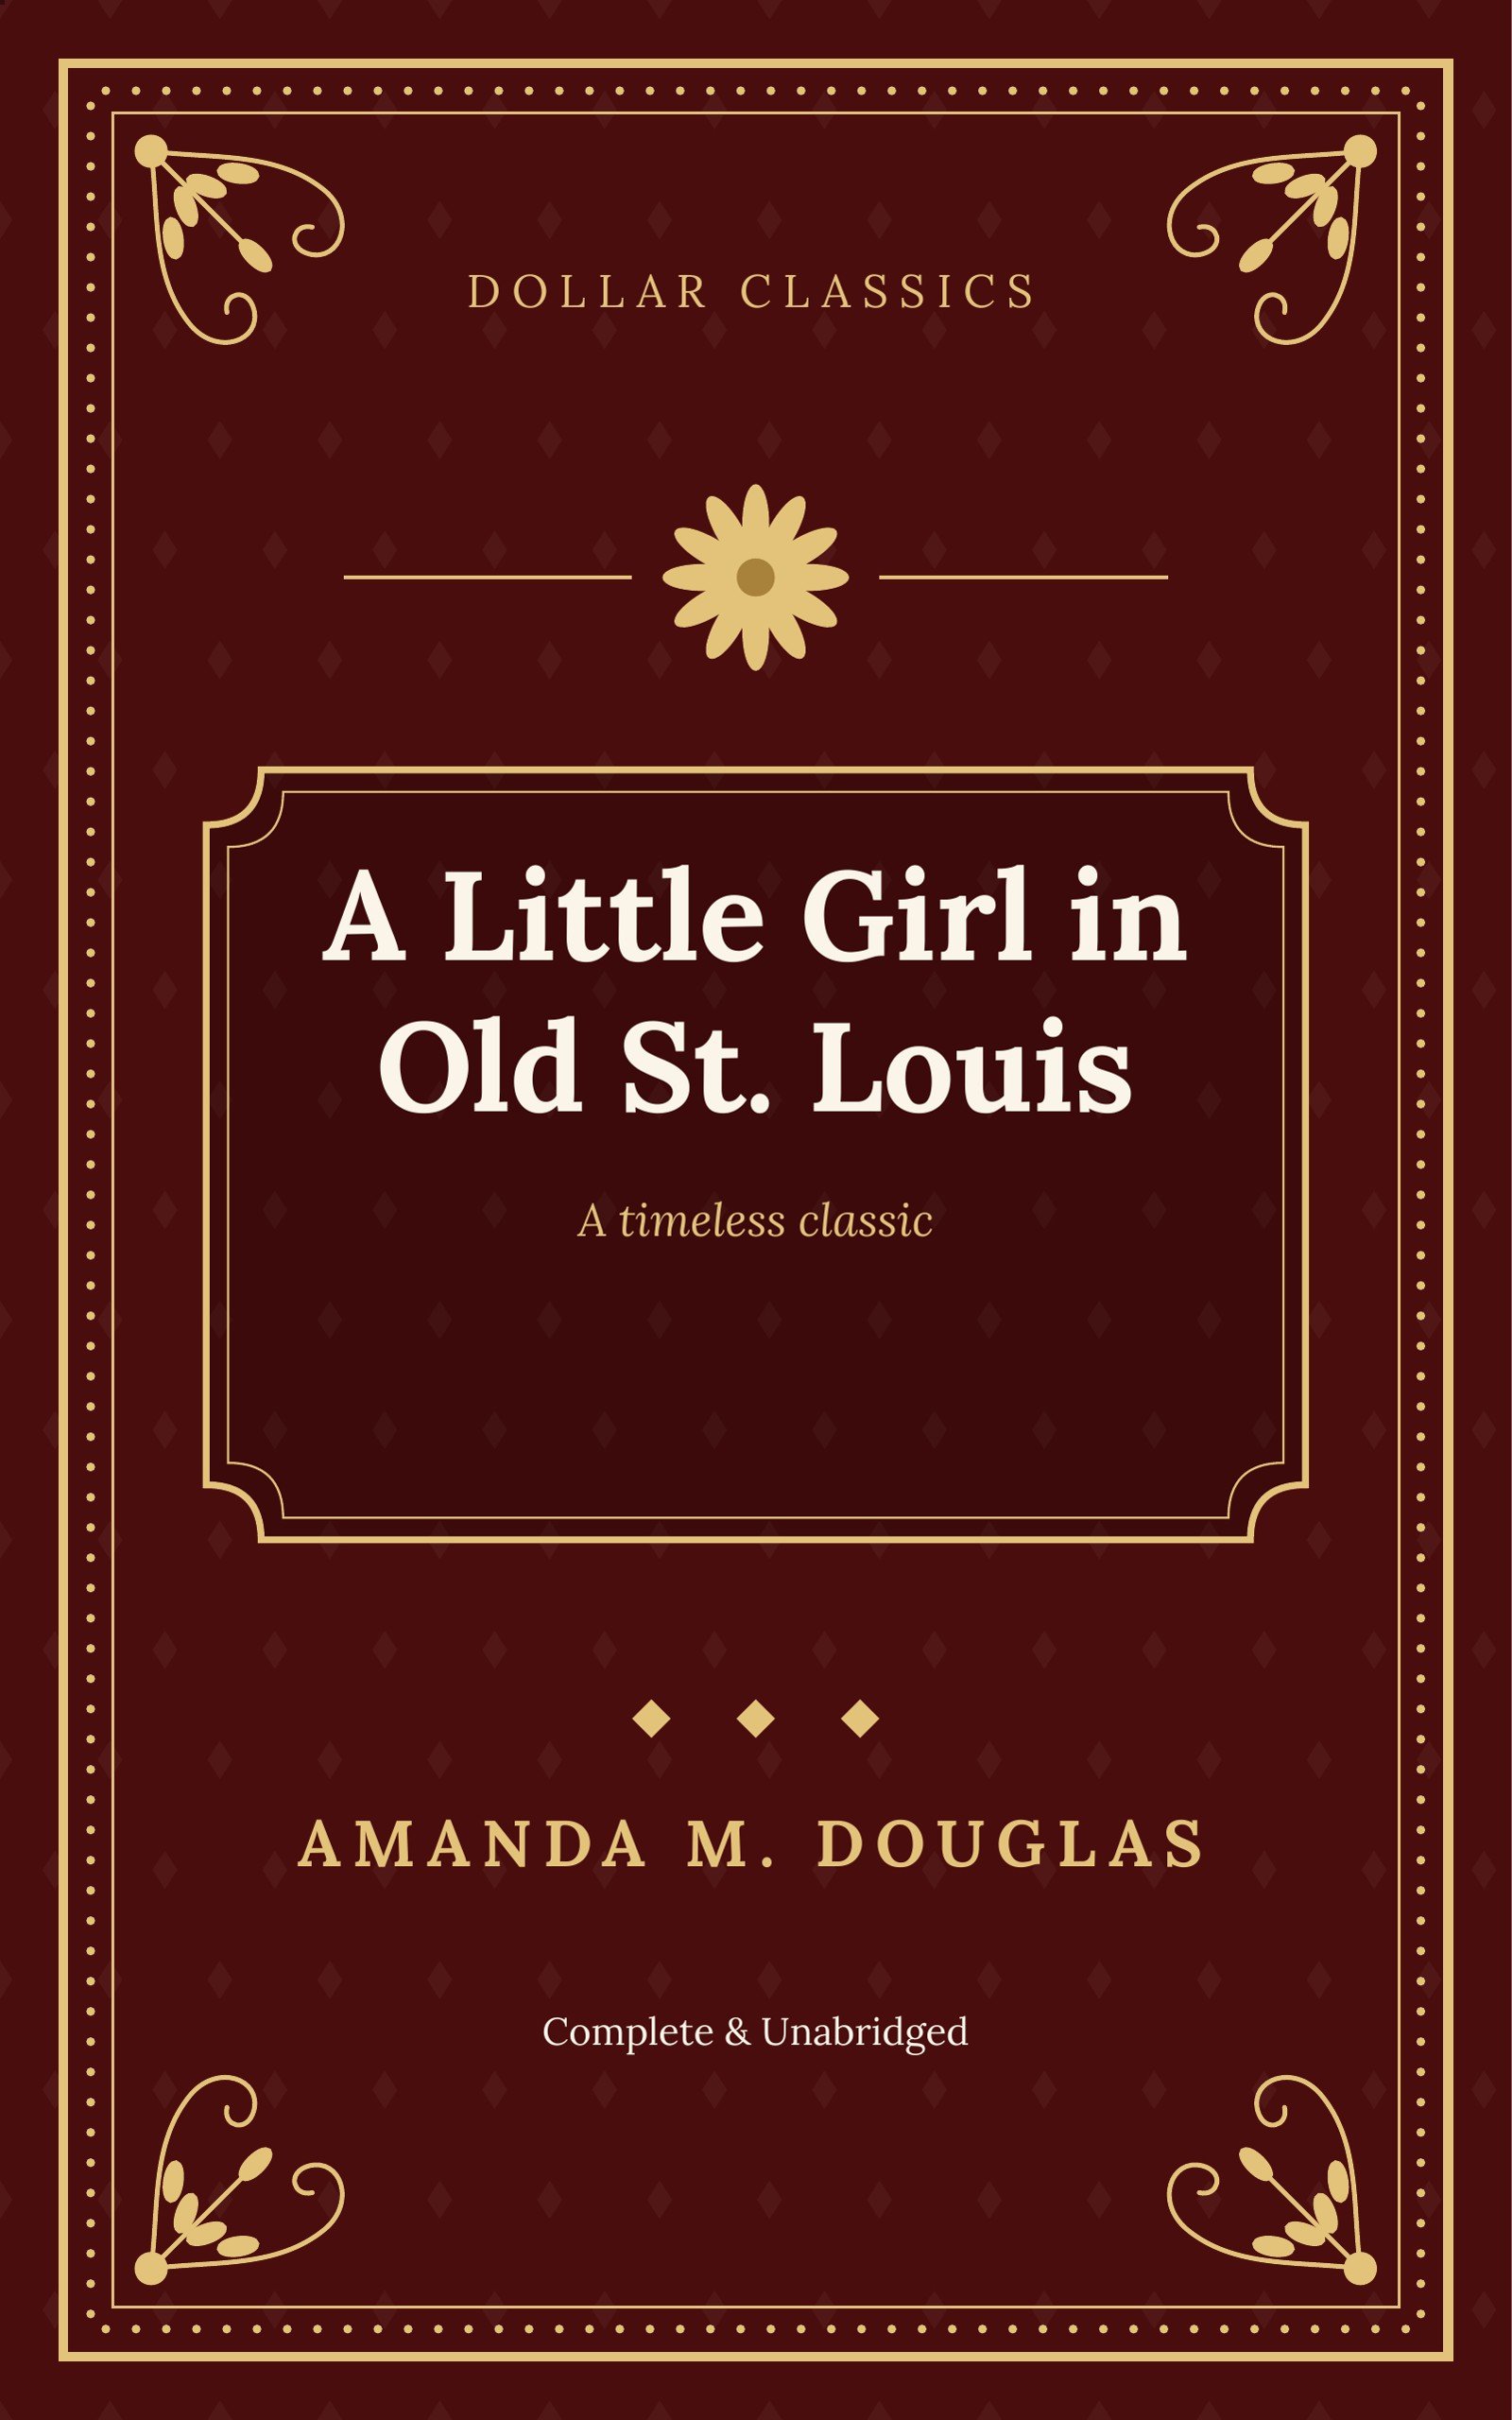 DOLLAR CLASSICS
A Little Girl in
Old St. Louis
A timeless classic
AMANDA M. DOUGLAS
Complete & Unabridged